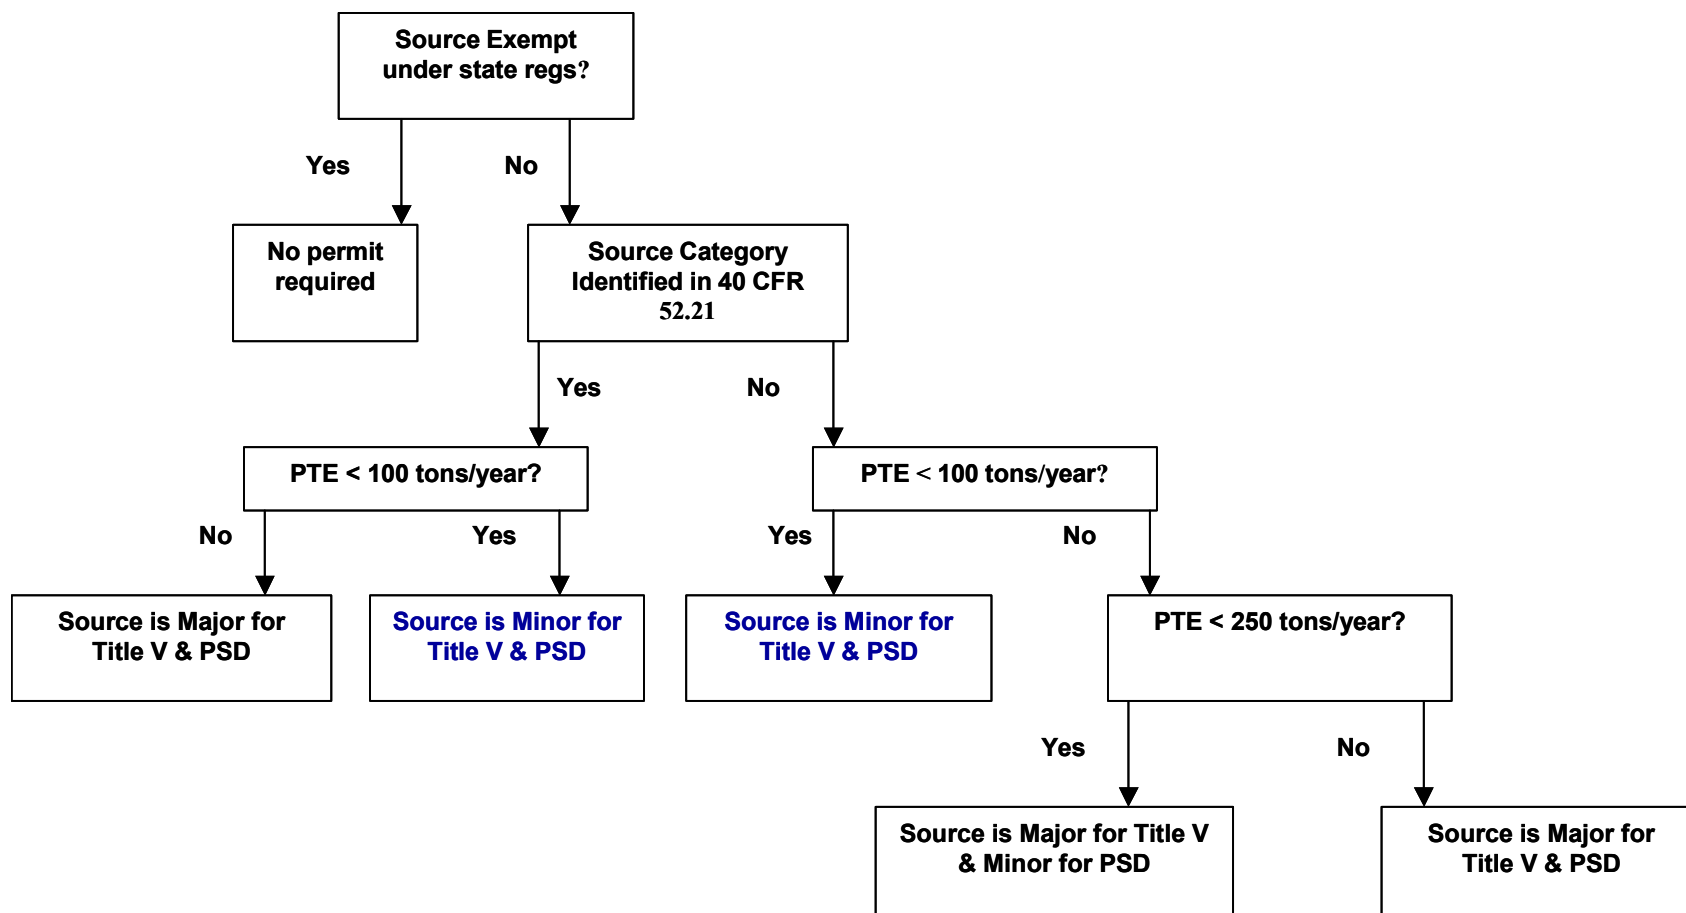 Source Exempt
under state regs?
Yes
No
No permit
required
Source Category
Identified in 40 CFR
52.21
Yes
No
PTE < 100 tons/year?
PTE < 100 tons/year?
No
Yes
Yes
No
Source is Major for
Title V & PSD
Source is Minor for
Title V & PSD
Source is Minor for
Title V & PSD
PTE < 250 tons/year?
Yes
No
Source is Major for Title V
& Minor for PSD
Source is Major for
Title V & PSD